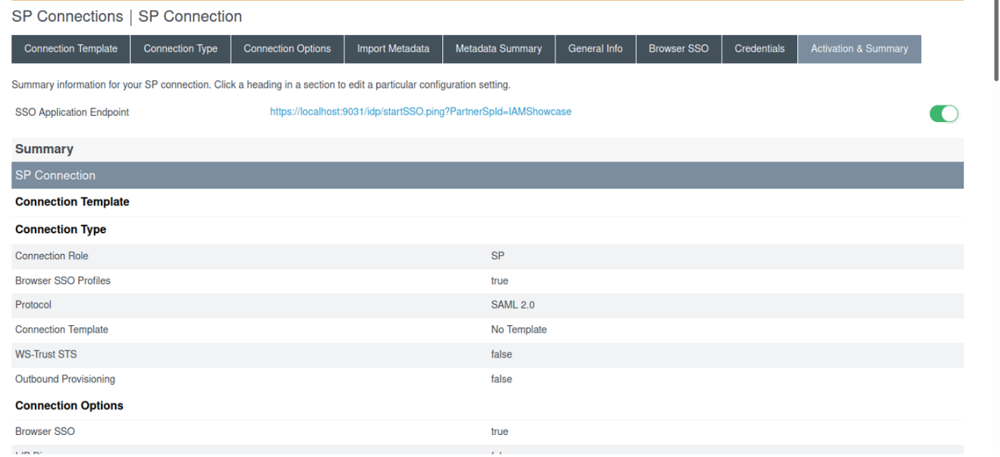 SP Connections | SP Connection
Connection Template Connection Type Connection Options Import Metadata Metadata Summary General Info Browser SSO Credentials Activation & Summary
Summary information for your SP connection. Click a heading in a section to edit a particular configuration setting.
SSO Application Endpoint https://localhost:9031/idp/startSSO.ping?PartnerSpId=IAMShowcase
Summary
SP Connection
Connection Template
Connection Type
Connection Role SP
Browser SSO Profiles true
Protocol SAML 2.0
Connection Template No Template
WS-Trust STS false
Outbound Provisioning false
Connection Options
Browser SSO true